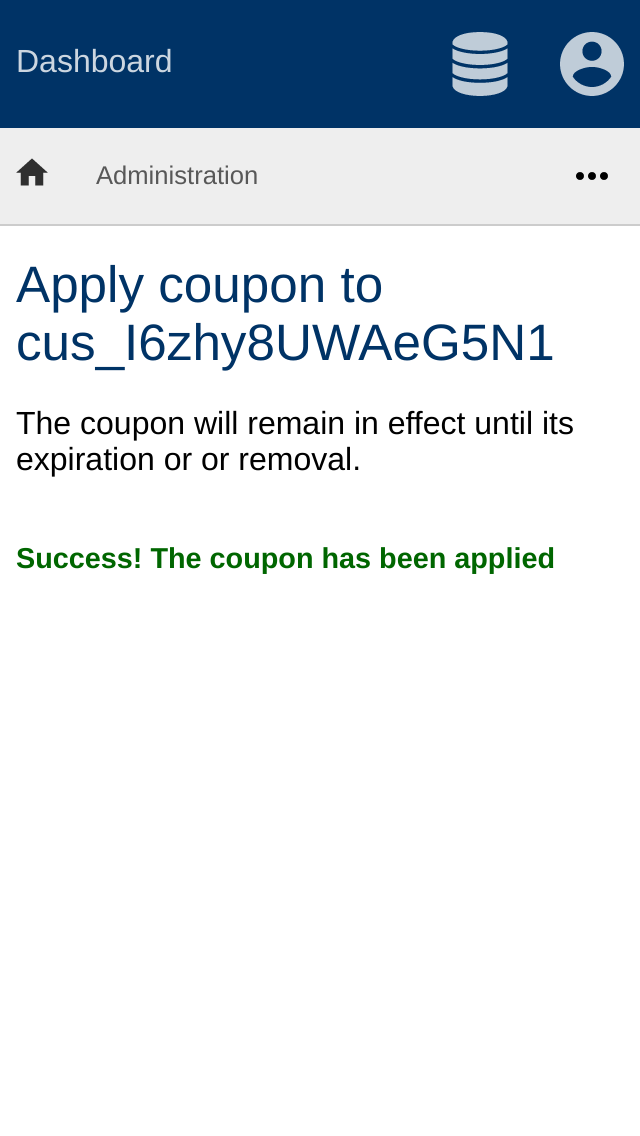 Dashboard
Administration
Apply coupon to
cus_I6zhy8UWAeG5N1
The coupon will remain in effect until its
expiration or or removal.
Success! The coupon has been applied